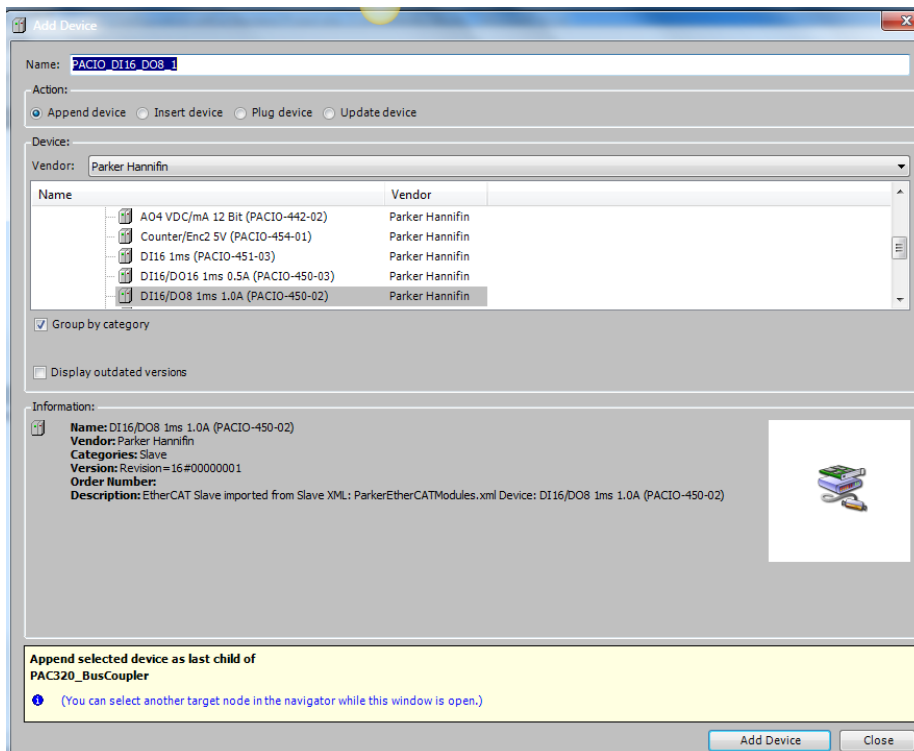 Add Device
Name: PACIO_DI16_DO8_1
Action:
Append device Insert device Plug device Update device
Device:
Vendor: Parker Hannifin
Name Vendor
AO4 VDC/mA 12 Bit (PACIO-442-02) Parker Hannifin
Counter/Enc2 5V (PACIO-454-01) Parker Hannifin
DI16 1ms (PACIO-451-03) Parker Hannifin
DI16/DO16 1ms 0.5A (PACIO-450-03) Parker Hannifin
DI16/DO8 1ms 1.0A (PACIO-450-02) Parker Hannifin
Group by category
Display outdated versions
Information:
Name: DI16/DO8 1ms 1.0A (PACIO-450-02)
Vendor: Parker Hannifin
Categories: Slave
Version: Revision=16#00000001
Order Number:
Description: EtherCAT Slave imported from Slave XML: ParkerEtherCATModules.xml Device: DI16/DO8 1ms 1.0A (PACIO-450-02)
Append selected device as last child of
PAC320_BusCoupler
(You can select another target node in the navigator while this window is open.)
Add Device Close